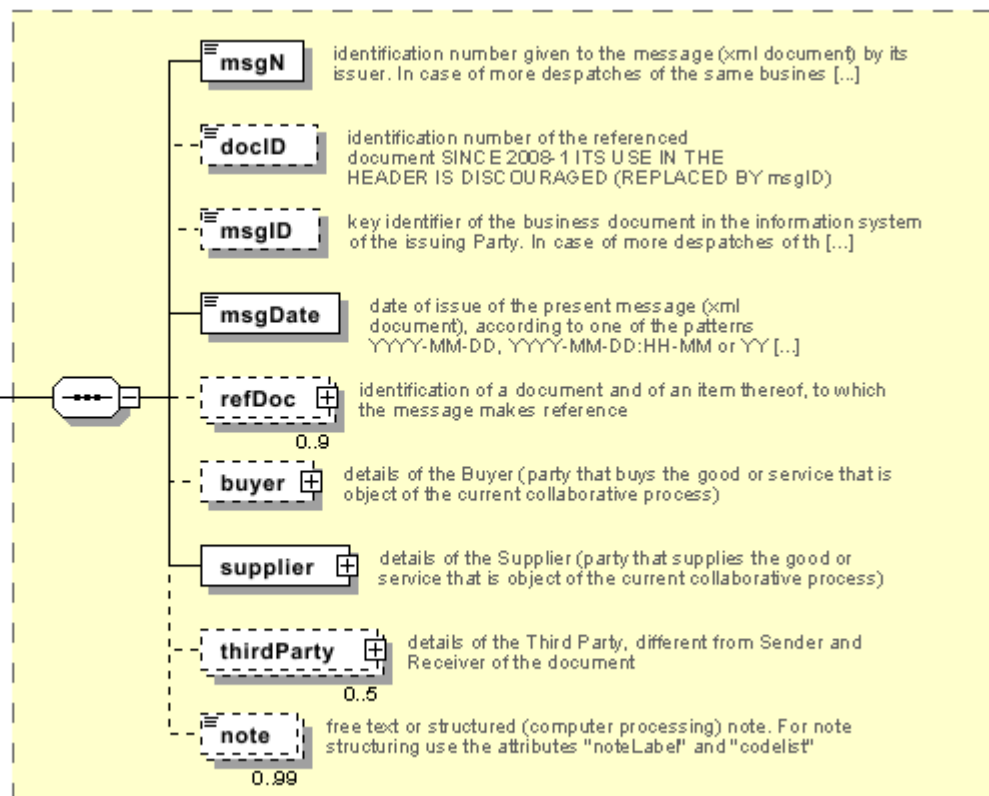 msgN
identification number given to the message (xml document) by its
issuer. In case of more despatches of the same busines [...]
docID
identification number of the referenced
document SINCE 2008-1 ITS USE IN THE
HEADER IS DISCOURAGED (REPLACED BY msgID)
msgID
key identifier of the business document in the information system
of the issuing Party. In case of more despatches of th [...]
msgDate
date of issue of the present message (xml
document), according to one of the patterns
YYYY-MM-DD, YYYY-MM-DD:HH-MM or YY [...]
refDoc
0..9
identification of a document and of an item thereof, to which
the message makes reference
buyer
details of the Buyer (party that buys the good or service that is
object of the current collaborative process)
supplier
details of the Supplier (party that supplies the good or
service that is object of the current collaborative process)
thirdParty
0..5
details of the Third Party, different from Sender and
Receiver of the document
note
0..99
free text or structured (computer processing) note. For note
structuring use the attributes "noteLabel" and "codelist"